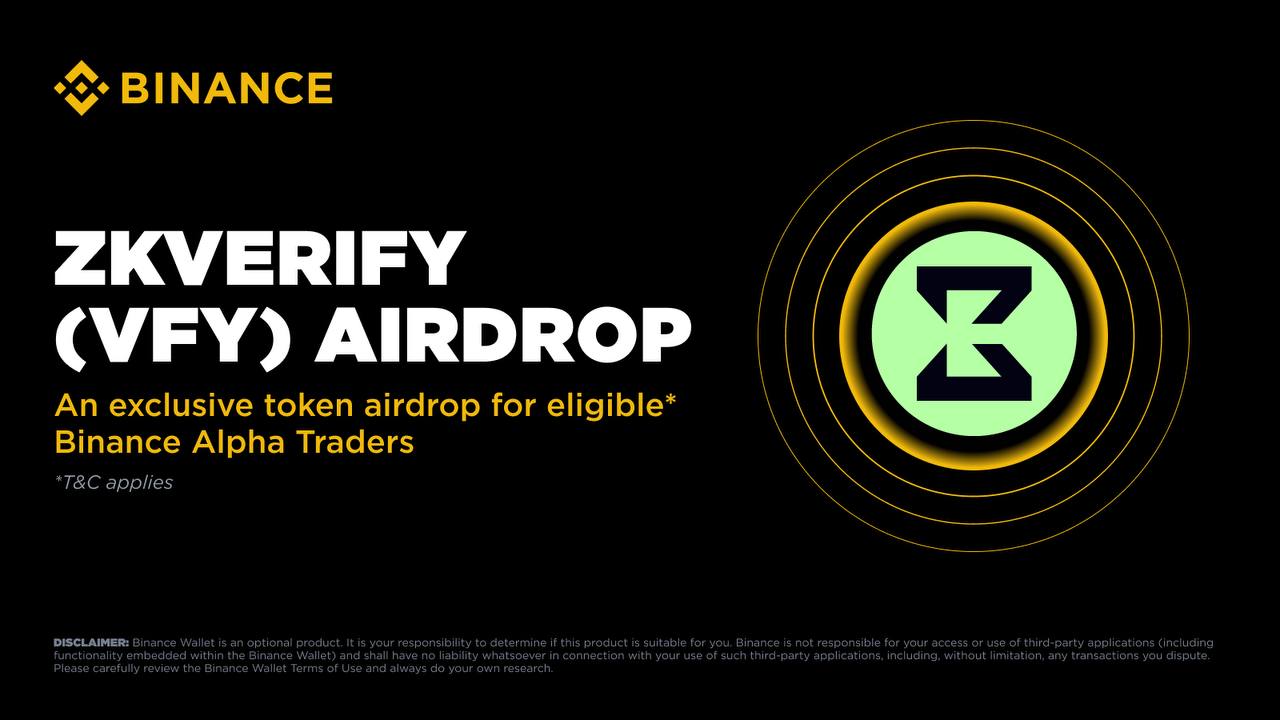 BINANCE
ZKVERIFY
(VFY) AIRDROP
An exclusive token airdrop for eligible*
Binance Alpha Traders
*T&C applies
DISCLAIMER: Binance Wallet is an optional product. It is your responsibility to determine if this product is suitable for you. Binance is not responsible for your access or use of third-party applications (including
functionality embedded within the Binance Wallet) and shall have no liability whatsoever in connection with your use of such third-party applications, including, without limitation, any transactions you dispute.
Please carefully review the Binance Wallet Terms of Use and always do your own research.